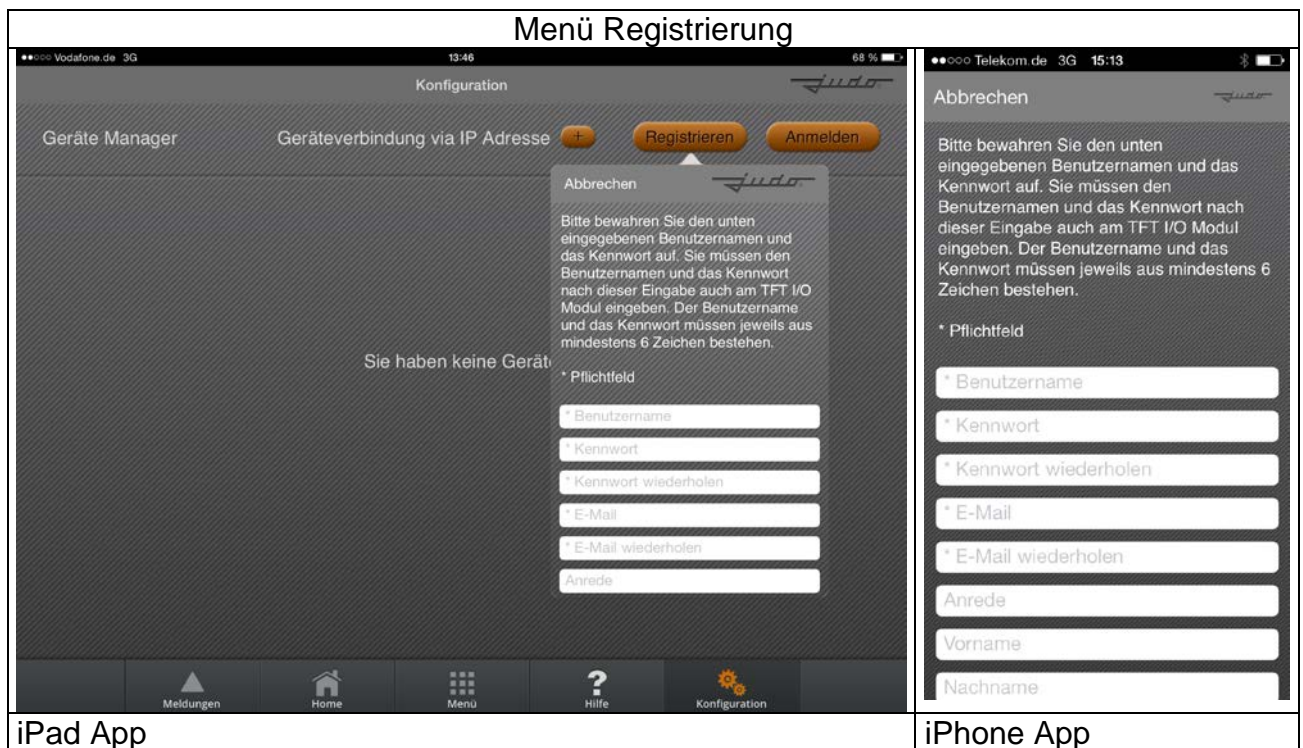 Menü Registrierung
Vodafone.de 3G 13:46 68 %
Konfiguration judo
Geräte Manager Geräteverbindung via IP Adresse + Registrieren Anmelden
Abbrechen judo
Bitte bewahren Sie den unten
eingegebenen Benutzernamen und
das Kennwort auf. Sie müssen den
Benutzernamen und das Kennwort
nach dieser Eingabe auch am TFT I/O
Modul eingeben. Der Benutzername
und das Kennwort müssen jeweils aus
mindestens 6 Zeichen bestehen.
Sie haben keine Gerät
* Pflichtfeld
* Benutzername
* Kennwort
* Kennwort wiederholen
* E-Mail
* E-Mail wiederholen
Anrede
Meldungen Home Menü Hilfe Konfiguration
iPad App
Telekom.de 3G 15:13
Abbrechen judo
Bitte bewahren Sie den unten
eingegebenen Benutzernamen und das
Kennwort auf. Sie müssen den
Benutzernamen und das Kennwort nach
dieser Eingabe auch am TFT I/O Modul
eingeben. Der Benutzername und das
Kennwort müssen jeweils aus mindestens 6
Zeichen bestehen.
* Pflichtfeld
* Benutzername
* Kennwort
* Kennwort wiederholen
* E-Mail
* E-Mail wiederholen
Anrede
Vorname
Nachname
iPhone App